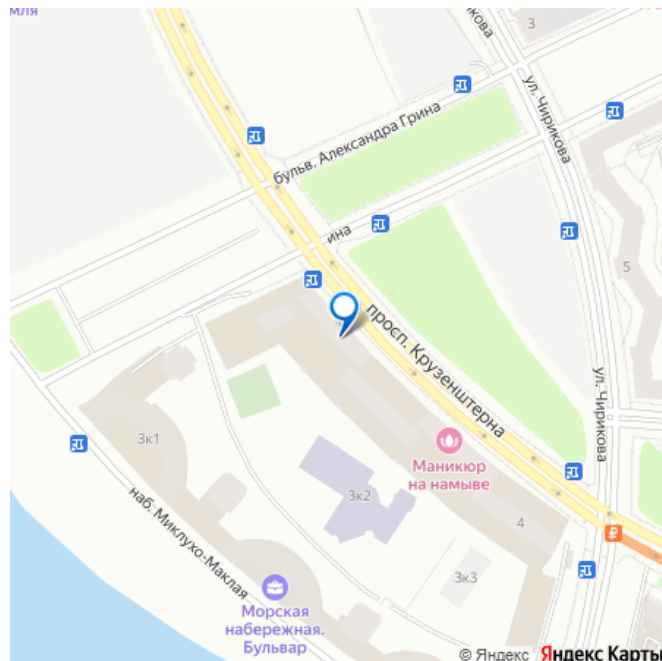 мля
3
рикова
ул. Чирикова
бульв. Александра Грина
ина
5
просп. Крузенштерна
ул. Чирикова
3к1
Маникюр
на намыве
3к2
4
наб. Миклухо-Маклая
3к3
Морская
набережная.
Бульвар
© Яндекс Яндекс Карты